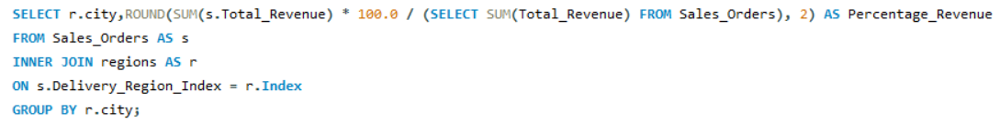 SELECT r.city,ROUND(SUM(s.Total_Revenue) * 100.0 / (SELECT SUM(Total_Revenue) FROM Sales_Orders), 2) AS Percentage_Revenue
FROM Sales_Orders AS s
INNER JOIN regions AS r
ON s.Delivery_Region_Index = r.Index
GROUP BY r.city;